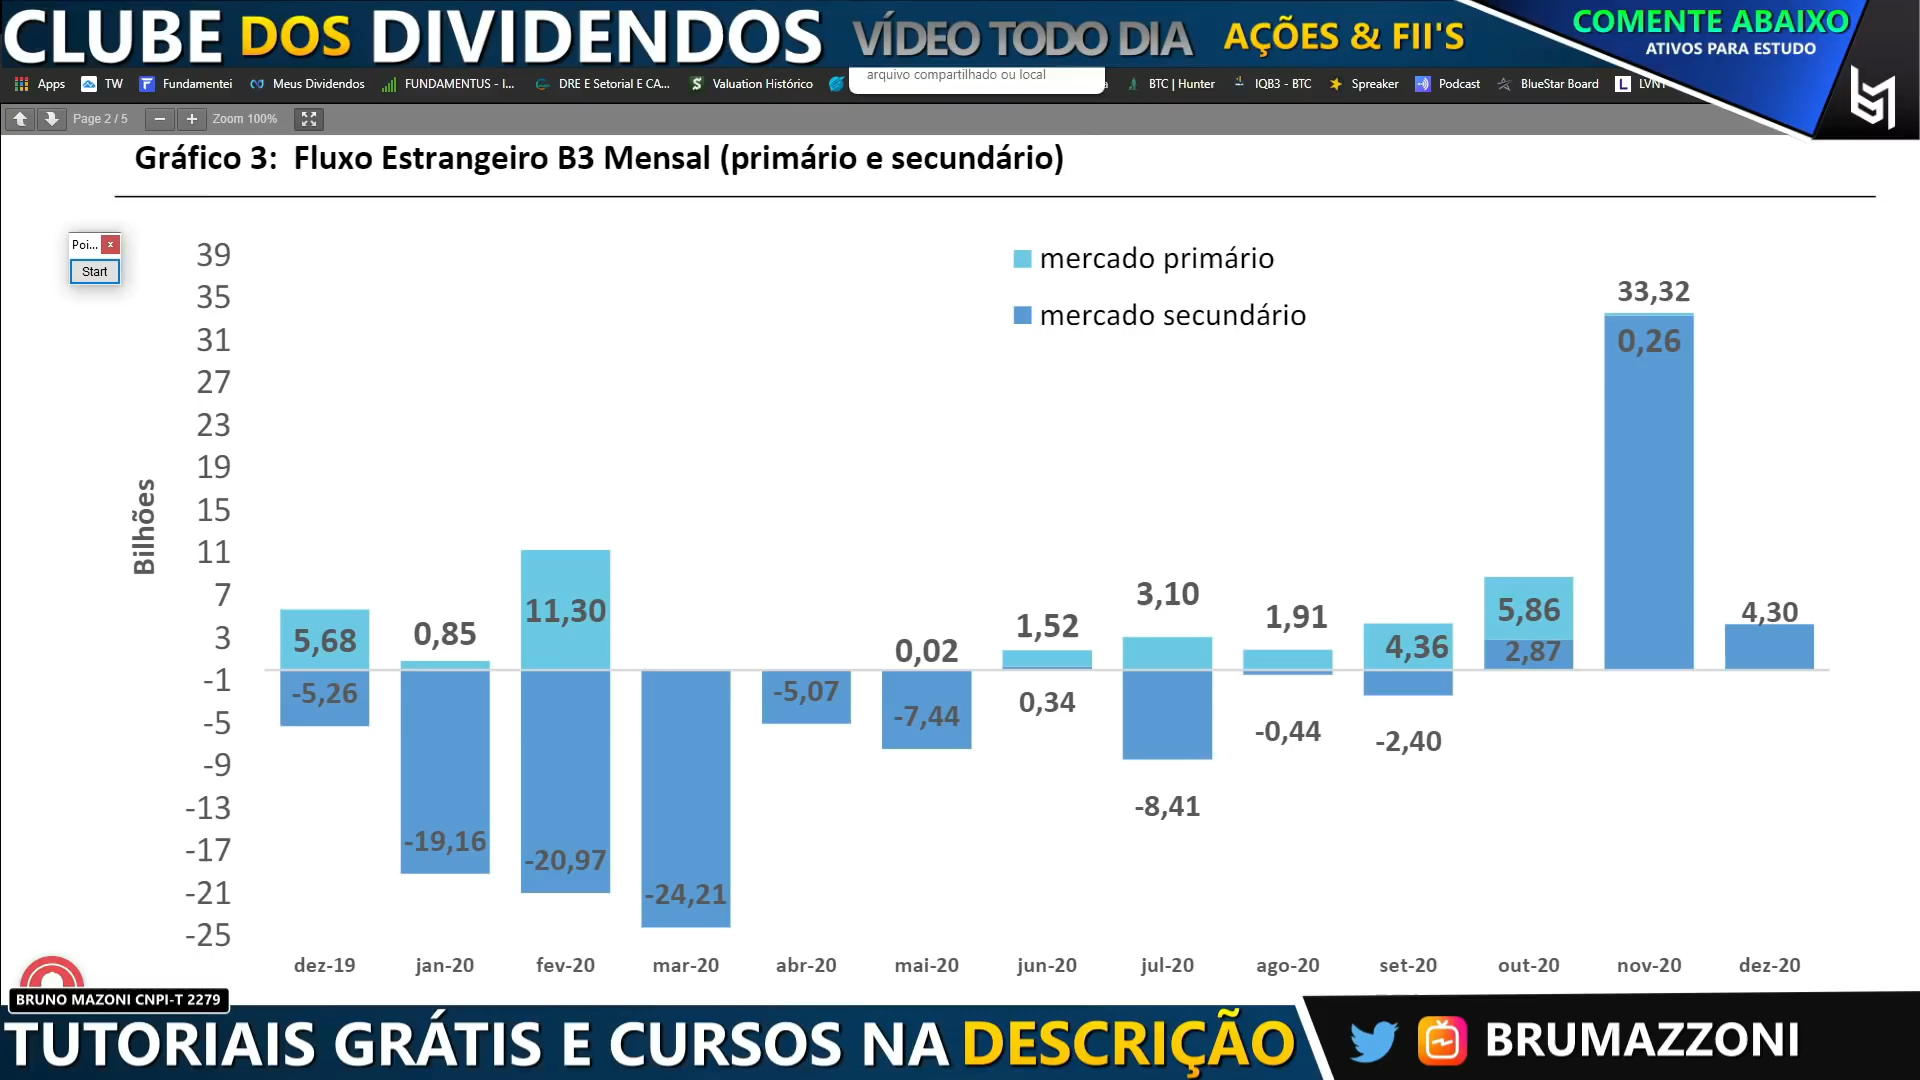 CLUBE DOS DIVIDENDOS VÍDEO TODO DIA AÇÕES & FII'S
COMENTE ABAIXO
ATIVOS PARA ESTUDO
arquivo compartilhado ou local
Apps TW Fundamentei Meus Dividendos FUNDAMENTUS - I... DRE E Setorial E CA... Valuation Histórico BTC | Hunter IQB3 - BTC Spreaker Podcast BlueStar Board
Page 2 / 5 Zoom 100%
Gráfico 3: Fluxo Estrangeiro B3 Mensal (primário e secundário)
Poi... x
Start
mercado primário
mercado secundário
Bilhões
39
35
31
27
23
19
15
11
7
3
-1
-5
-9
-13
-17
-21
-25
5,68 0,85 11,30 0,02 1,52 3,10 1,91 4,36 5,86 33,32 4,30
-5,26 -19,16 -20,97 -24,21 -5,07 -7,44 0,34 -8,41 -0,44 -2,40 2,87 0,26
dez-19 jan-20 fev-20 mar-20 abr-20 mai-20 jun-20 jul-20 ago-20 set-20 out-20 nov-20 dez-20
BRUNO MAZONI CNPI-T 2279
TUTORIAIS GRÁTIS E CURSOS NA DESCRIÇÃO
BRUMAZZONI